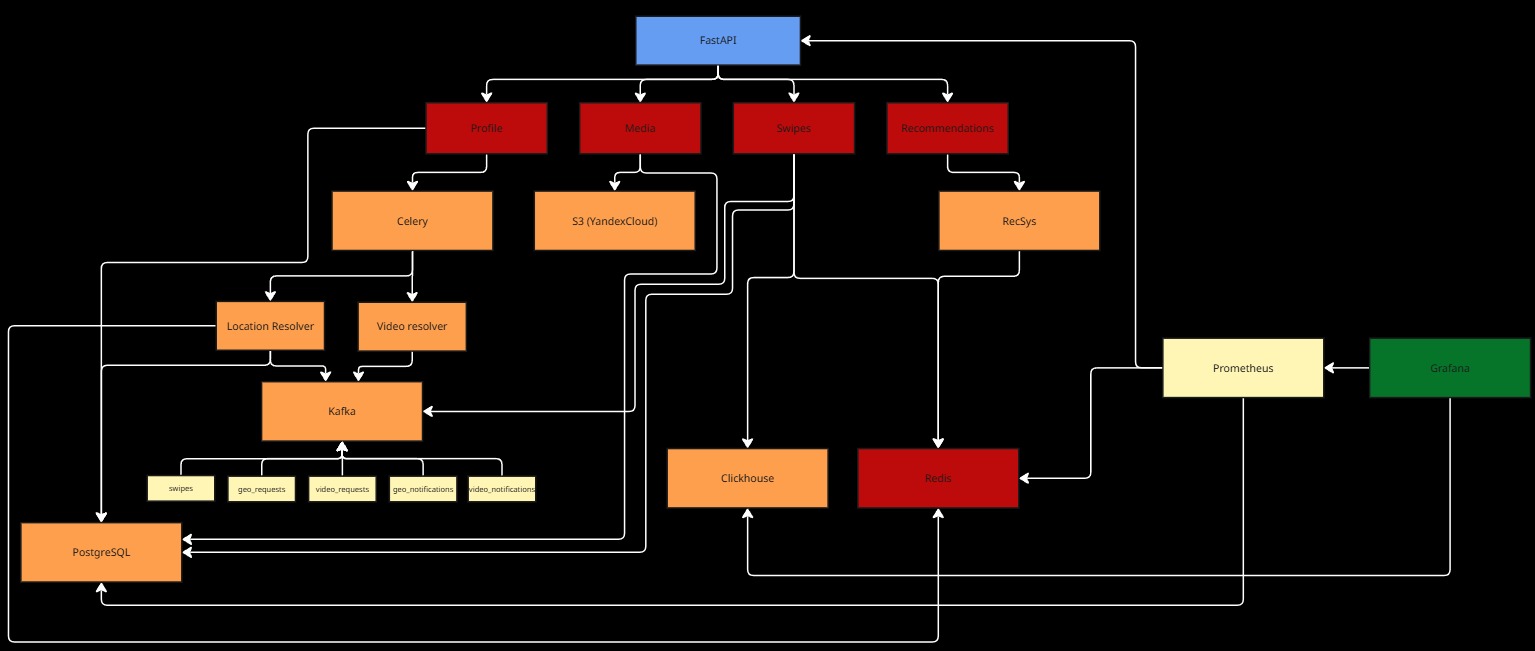 FastAPI
Profile
Media
Swipes
Recommendations
Celery
S3 (YandexCloud)
RecSys
Location Resolver
Video resolver
Prometheus
Grafana
Kafka
Clickhouse
Redis
swipes
geo_requests
video_requests
geo_notifications
video_notifications
PostgreSQL